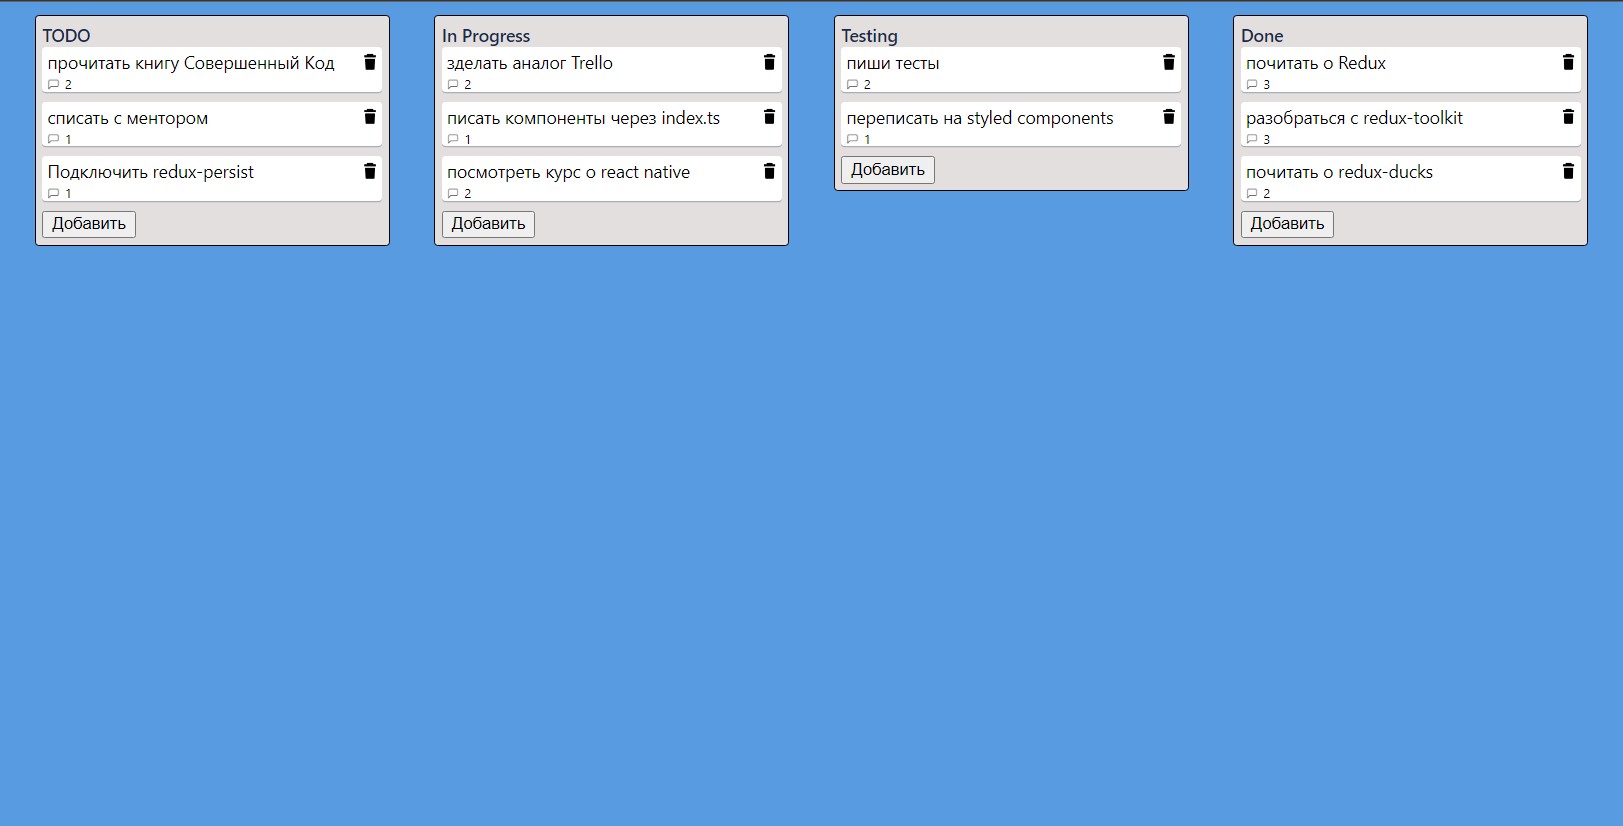 TODO
прочитать книгу Совершенный Код
2
списать с ментором
1
Подключить redux-persist
1
Добавить
In Progress
зделать аналог Trello
2
писать компоненты через index.ts
1
посмотреть курс о react native
2
Добавить
Testing
пиши тесты
2
переписать на styled components
1
Добавить
Done
почитать о Redux
3
разобраться с redux-toolkit
3
почитать о redux-ducks
2
Добавить